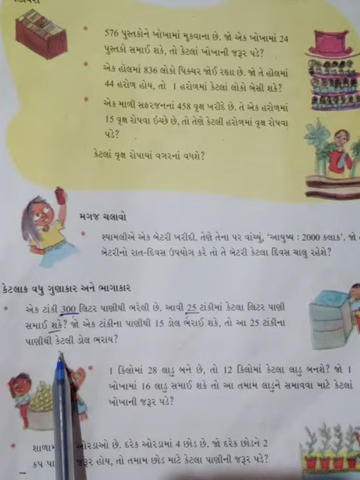 576 પુસ્તકોને ખોખામાં મૂકવાના છે. જો એક ખોખામાં 24
પુસ્તકો સમાઈ શકે, તો કેટલાં ખોખાની જરૂર પડે?
એક હોલમાં 836 લોકો પિક્ચર જોઈ રહ્યા છે. જો તે હોલમાં
44 હરોળ હોય, તો 1 હરોળમાં કેટલાં લોકો બેસી શકે?
એક માળી સફરજનનાં 458 વૃક્ષ ખરીદે છે. તે એક હરોળમાં
15 વૃક્ષ રોપવા ઈચ્છે છે, તો તેણે કેટલી હરોળમાં વૃક્ષ રોપવા
પડે?
કેટલાં વૃક્ષ રોપાયાં વગરનાં વધશે?
મગજ ચલાવો
શ્યામલીએ એક બેટરી ખરીદી. તેણે તેના પર વાંચ્યું, 'આયુષ્ય : 2000 કલાક'. જો
બેટરીનો રાત-દિવસ ઉપયોગ કરે તો તે બેટરી કેટલા દિવસ ચાલુ રહેશે?
કેટલાક વધુ ગુણાકાર અને ભાગાકાર
એક ટાંકી 300 લિટર પાણીથી ભરેલી છે. આવી 25 ટાંકીમાં કેટલા લિટર પાણી
સમાઈ શકે? જો એક ટાંકીના પાણીથી 15 ડોલ ભરાઈ શકે, તો આ 25 ટાંકીના
પાણીથી કેટલી ડોલ ભરાય?
1 કિલોમાં 28 લાડુ બને છે, તો 12 કિલોમાં કેટલા લાડુ બનશે? જો 1
ખોખામાં 16 લાડુ સમાઈ શકે તો આ તમામ લાડુને સમાવવા માટે કેટલાં
ખોખાની જરૂર પડે?
શાળામ ઓરડાઓ છે. દરેક ઓરડામાં 4 છોડ છે. જો દરેક છોડને 2
કપ પા જરૂર હોય, તો તમામ છોડ માટે કેટલા પાણીની જરૂર પડે?